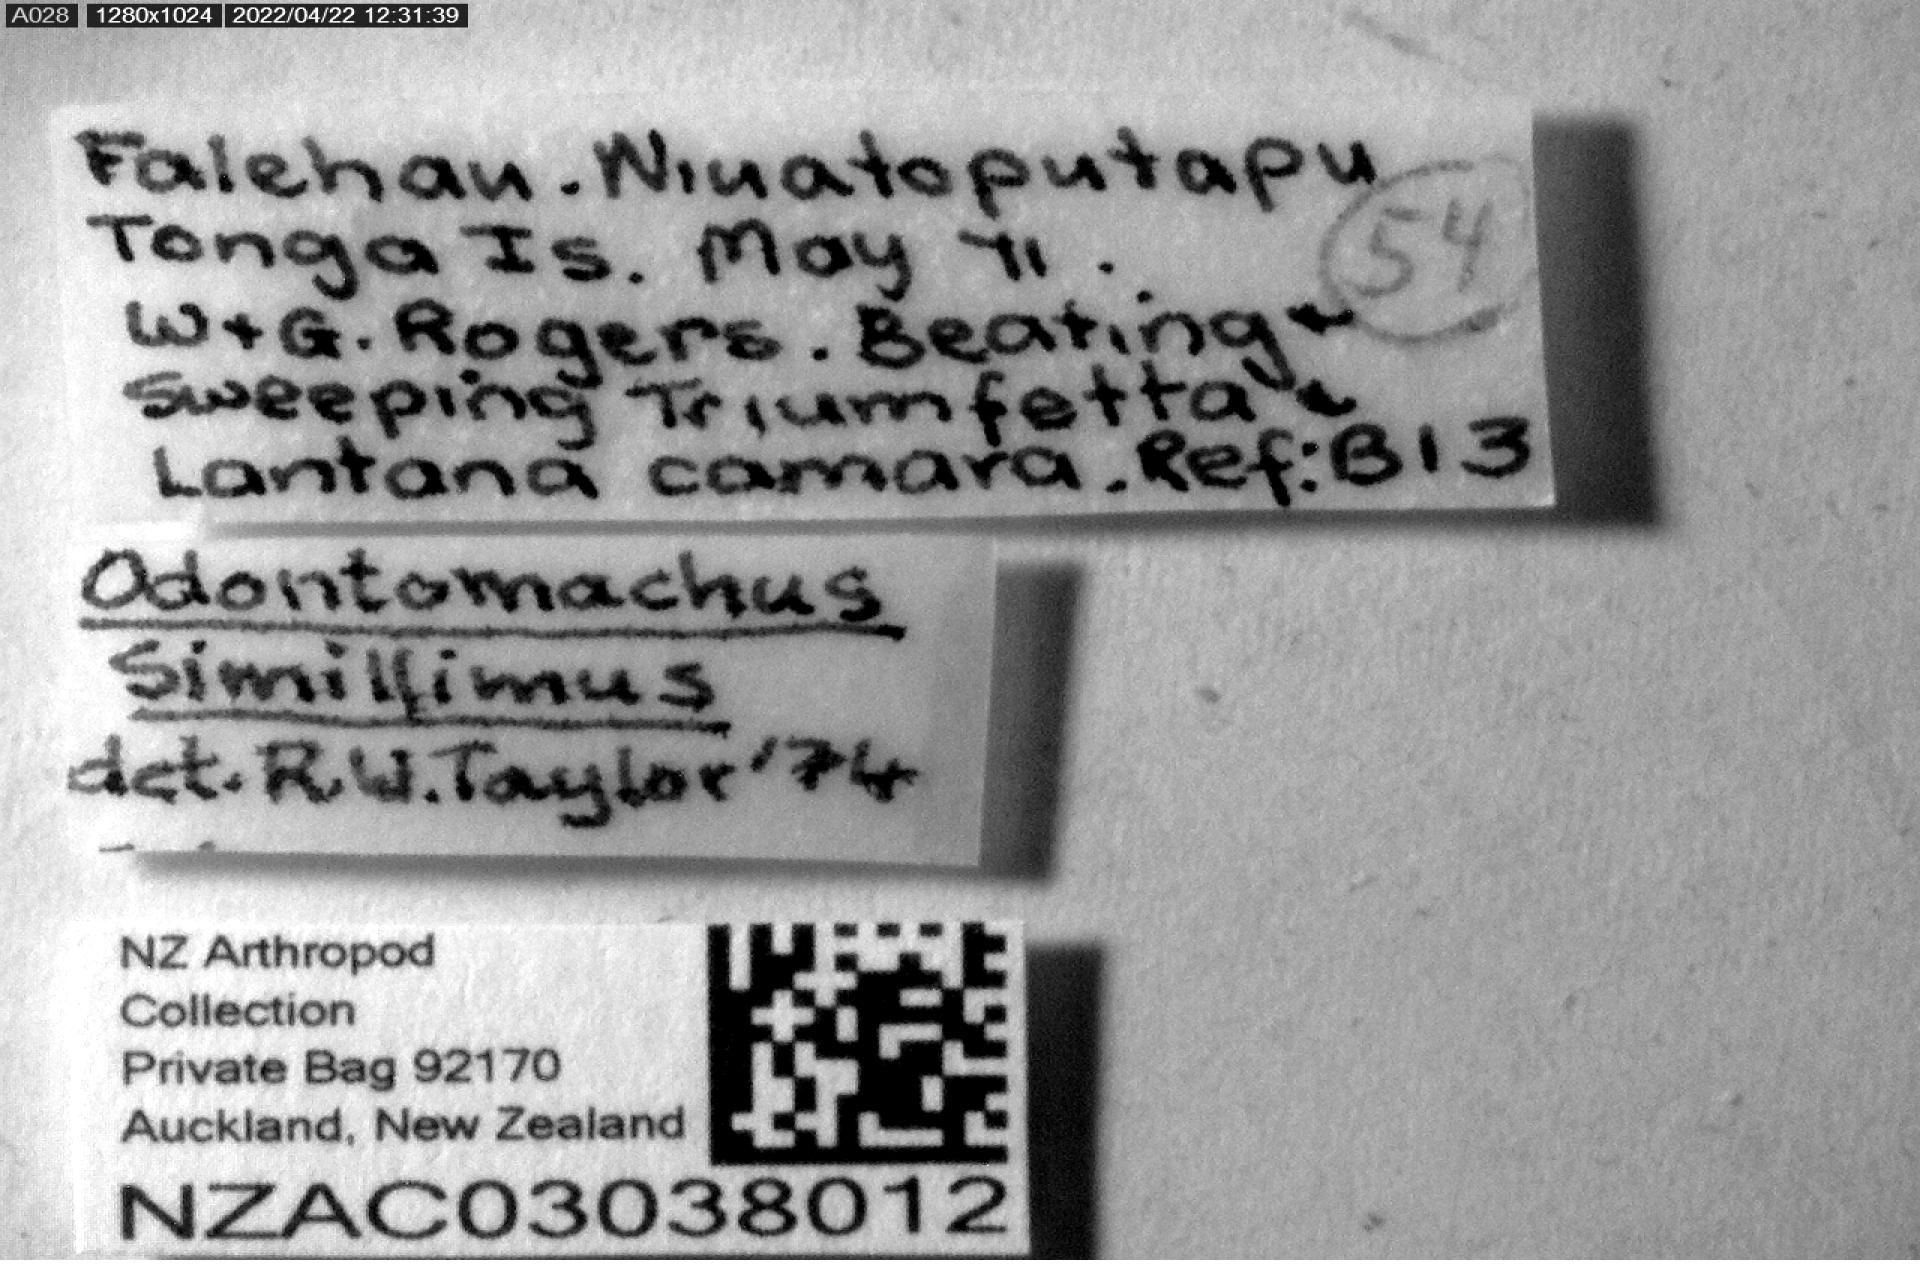 A028 1280x1024 2022/04/22 12:31:39
Falehau. Niuatoputapu
Tonga Is. May 71.
54
W+G. Rogers. Beating &
Sweeping Triumfetta &
Lantana camara. Ref: B13
Odontomachus
Simillimus
det. R.W. Taylor '74
NZ Arthropod
Collection
Private Bag 92170
Auckland, New Zealand
NZAC03038012